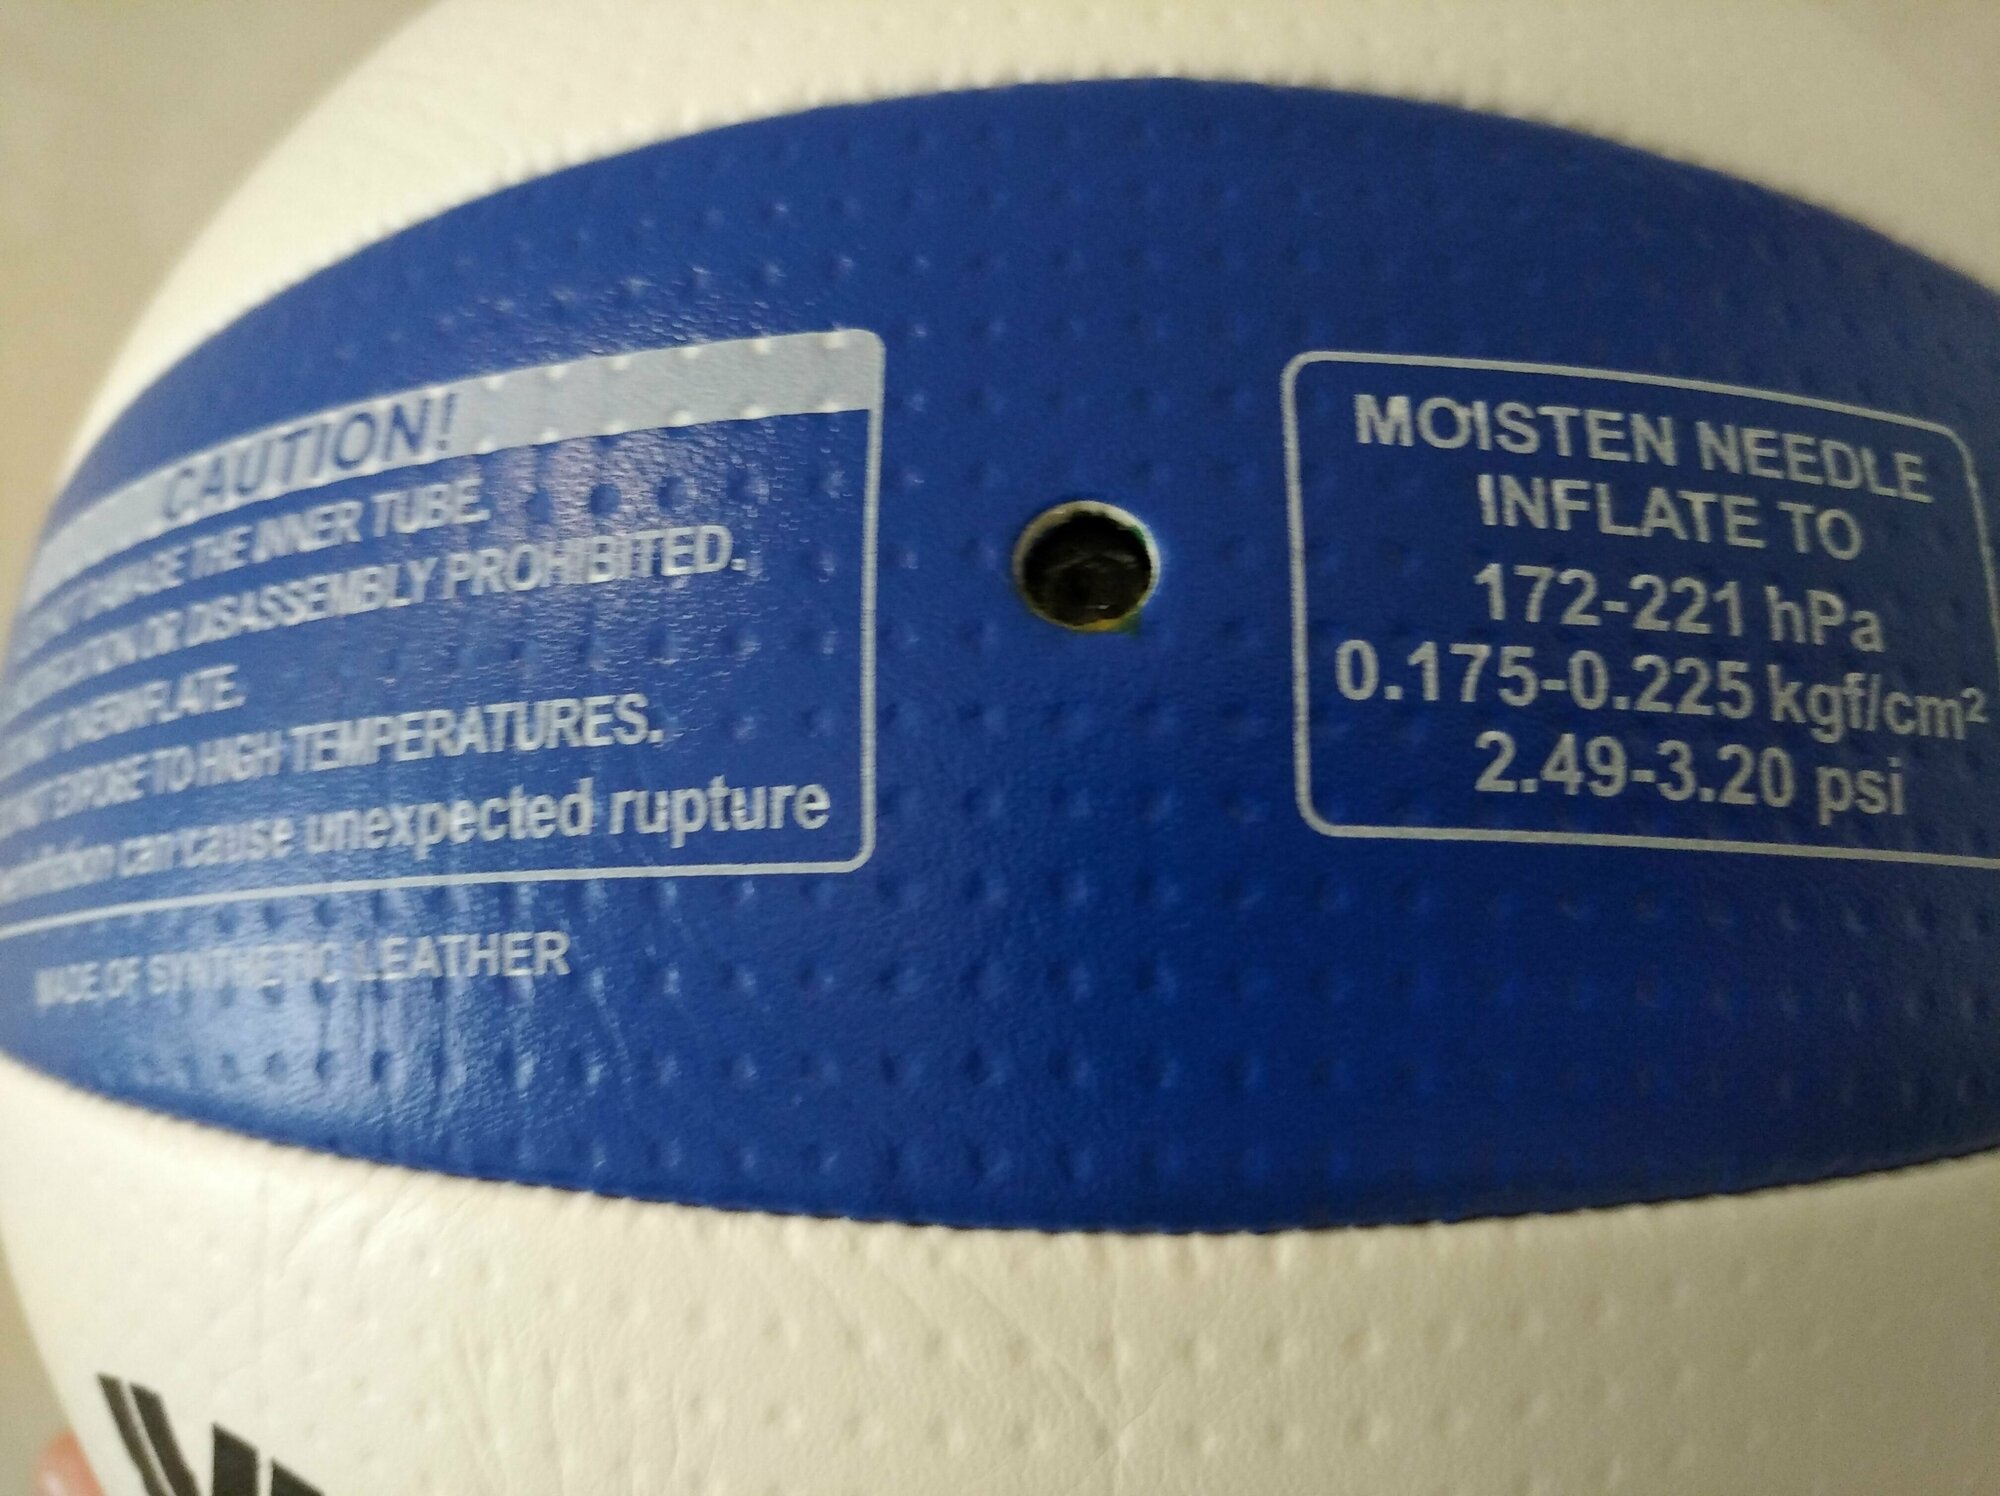 CAUTION!
DAMAGE THE INNER TUBE.
OR DISASSEMBLY PROHIBITED.
EXPOSE TO HIGH TEMPERATURES.
can cause unexpected rupture
MADE OF SYNTHETIC LEATHER
MOISTEN NEEDLE
INFLATE TO
172-221 hPa
0.175-0.225 kgf/cm²
2.49-3.20 psi